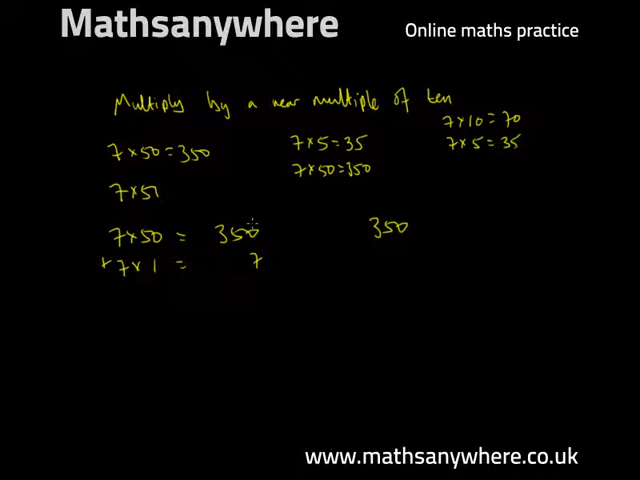 Mathsanywhere
Online maths practice
Multiply by a near multiple of ten
7 x 10 = 70
7 x 5 = 35
7 x 50 = 350
7 x 5 = 35
7 x 50 = 350
7 x 51
7 x 50 = 350
350
+ 7 x 1 = 7
www.mathsanywhere.co.uk